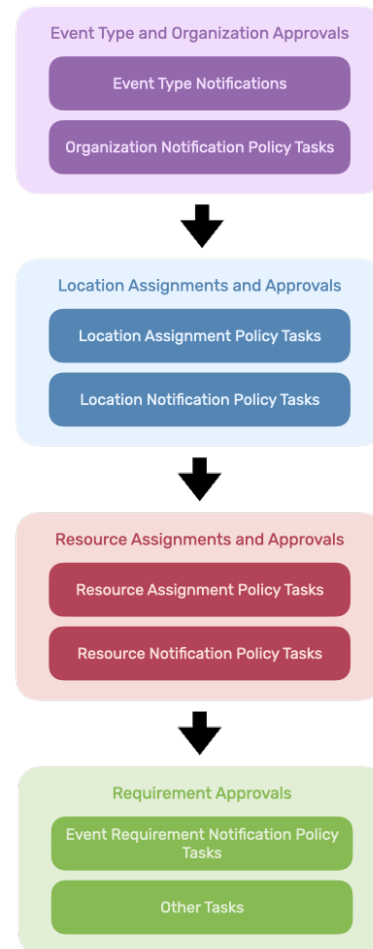 Event Type and Organization Approvals
Event Type Notifications
Organization Notification Policy Tasks
Location Assignments and Approvals
Location Assignment Policy Tasks
Location Notification Policy Tasks
Resource Assignments and Approvals
Resource Assignment Policy Tasks
Resource Notification Policy Tasks
Requirement Approvals
Event Requirement Notification Policy
Tasks
Other Tasks